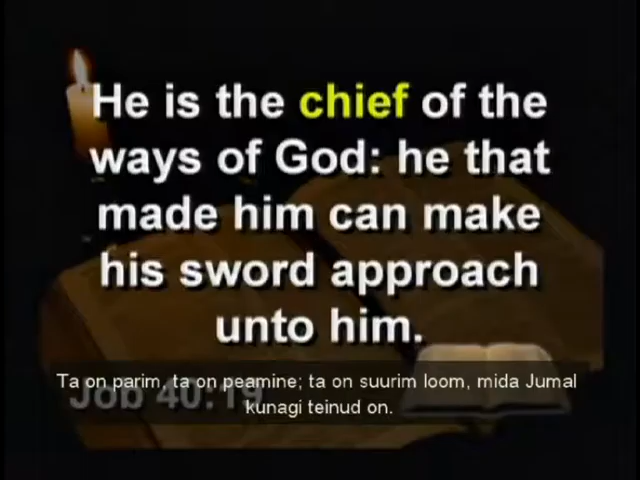 He is the chief of the
ways of God: he that
made him can make
his sword approach
unto him.
Ta on parim, ta on peamine; ta on suurim loom, mida Jumal
kunagi teinud on.
Job 40:19